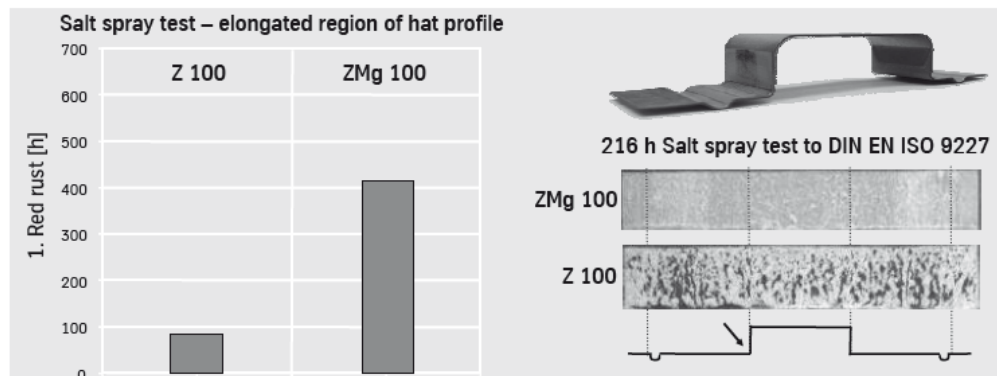 Salt spray test – elongated region of hat profile
700
600
500
400
300
200
100
0
1. Red rust [h]
Z 100
ZMg 100
216 h Salt spray test to DIN EN ISO 9227
ZMg 100
Z 100